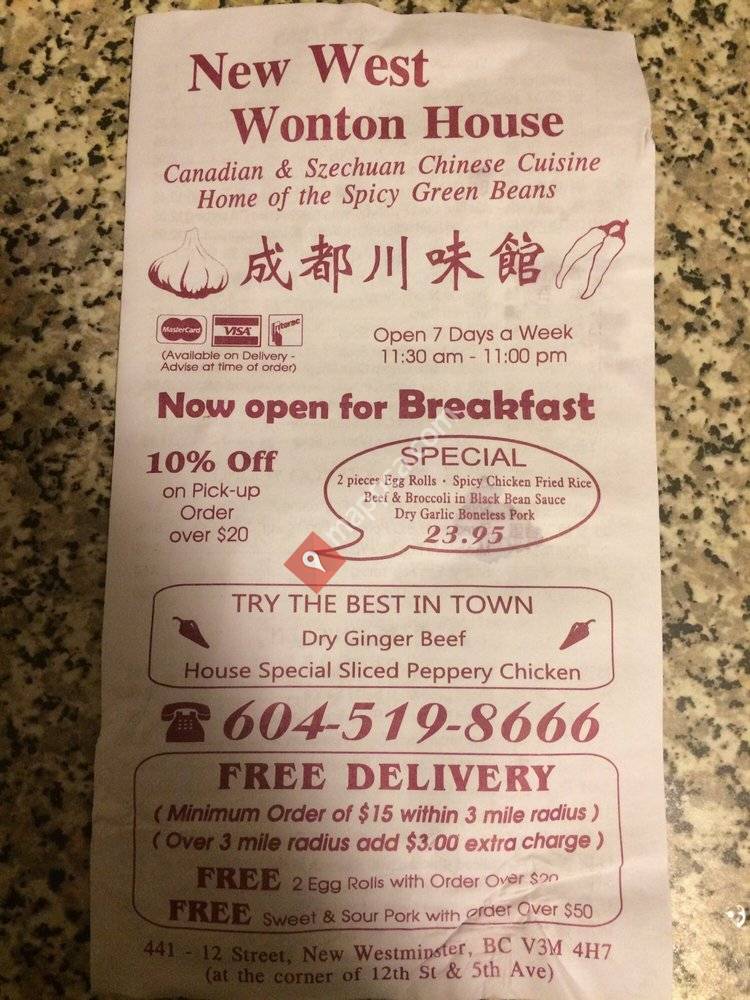 New West
Wonton House
Canadian & Szechuan Chinese Cuisine
Home of the Spicy Green Beans
成都川味館
MasterCard VISA Interac
(Available on Delivery -
Advise at time of order)
Open 7 Days a Week
11:30 am - 11:00 pm
Now open for Breakfast
10% Off
on Pick-up
Order
over $20
SPECIAL
2 pieces Egg Rolls · Spicy Chicken Fried Rice
Beef & Broccoli in Black Bean Sauce
Dry Garlic Boneless Pork
23.95
TRY THE BEST IN TOWN
Dry Ginger Beef
House Special Sliced Peppery Chicken
604-519-8666
FREE DELIVERY
( Minimum Order of $15 within 3 mile radius )
( Over 3 mile radius add $3.00 extra charge )
FREE 2 Egg Rolls with Order Over
FREE Sweet & Sour Pork with order Over $50
441 - 12 Street, New Westminster, BC V3M 4H7
(at the corner of 12th St & 5th Ave)